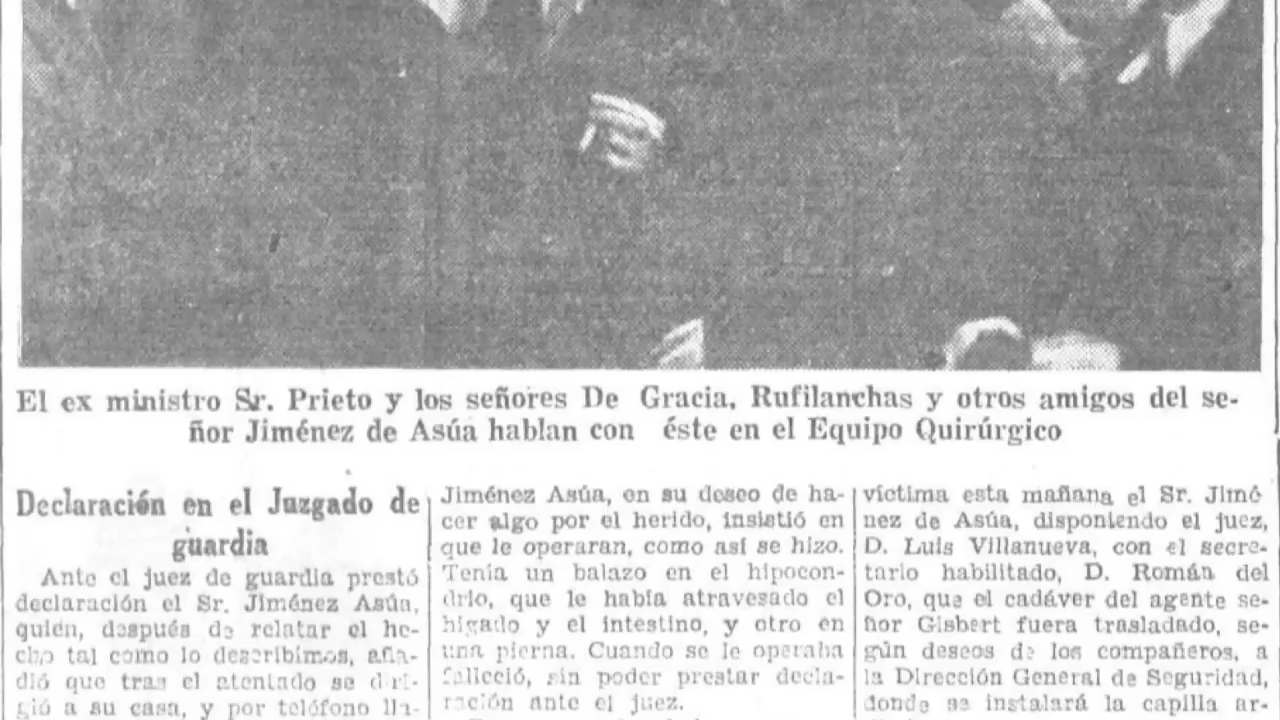 El ex ministro Sr. Prieto y los señores De Gracia, Rufilanchas y otros amigos del se-
ñor Jiménez de Asúa hablan con éste en el Equipo Quirúrgico
Declaración en el Juzgado de
guardia
Ante el juez de guardia prestó
declaración el Sr. Jiménez Asúa,
quien, después de relatar el he-
cho tal como lo describimos, aña-
dió que tras el atentado se diri-
gió a su casa, y por teléfono lla-
Jiménez Asúa, en su deseo de ha-
cer algo por el herido, insistió en
que le operaran, como así se hizo.
Tenía un balazo en el hipocon-
drio, que le había atravesado el
hígado y el intestino, y otro en
una pierna. Cuando se le operaba
falleció, sin poder prestar decla-
ración ante el juez.
víctima esta mañana el Sr. Jimé
nez de Asúa, disponiendo el juez,
D. Luis Villanueva, con el secre-
tario habilitado, D. Román del
Oro, que el cadáver del agente se-
ñor Gisbert fuera trasladado, se-
gún deseos de los compañeros, a
la Dirección General de Seguridad,
donde se instalará la capilla ar-